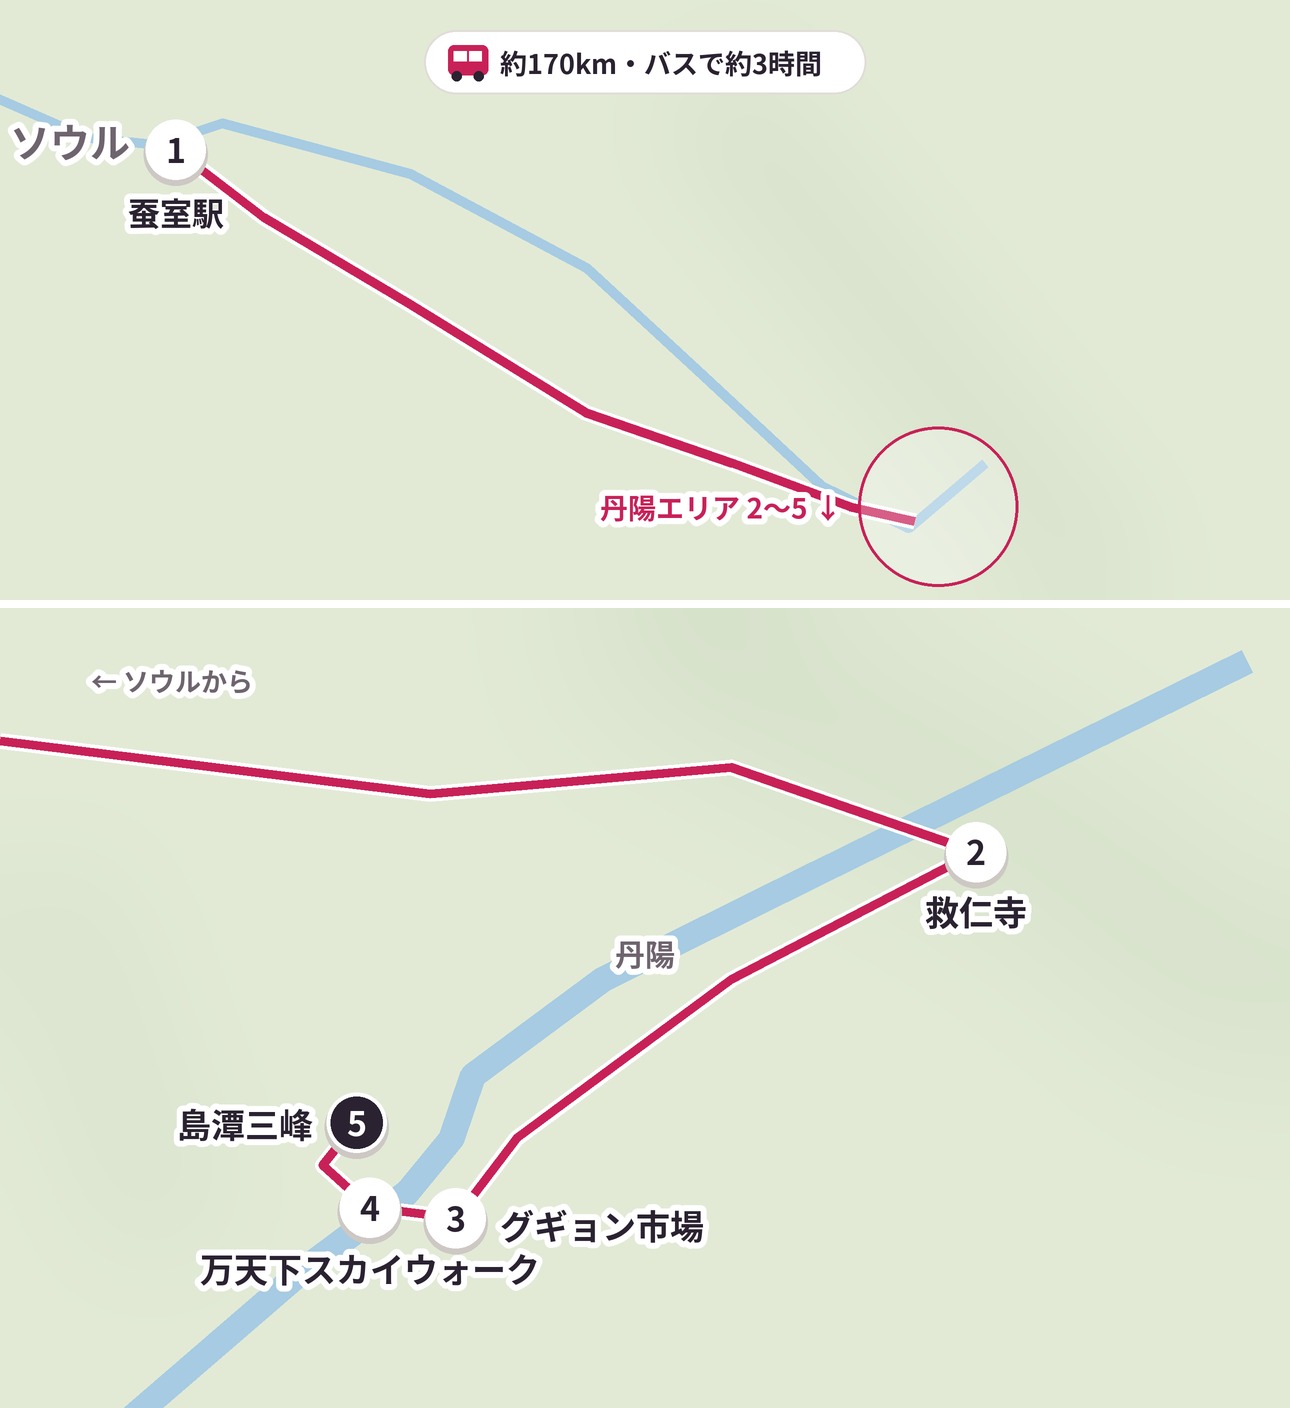 約170km・バスで約3時間
ソウル
1
蚕室駅
丹陽エリア 2〜5 ↓
← ソウルから
2
救仁寺
丹陽
島潭三峰
5
4
3
グギョン市場
万天下スカイウォーク